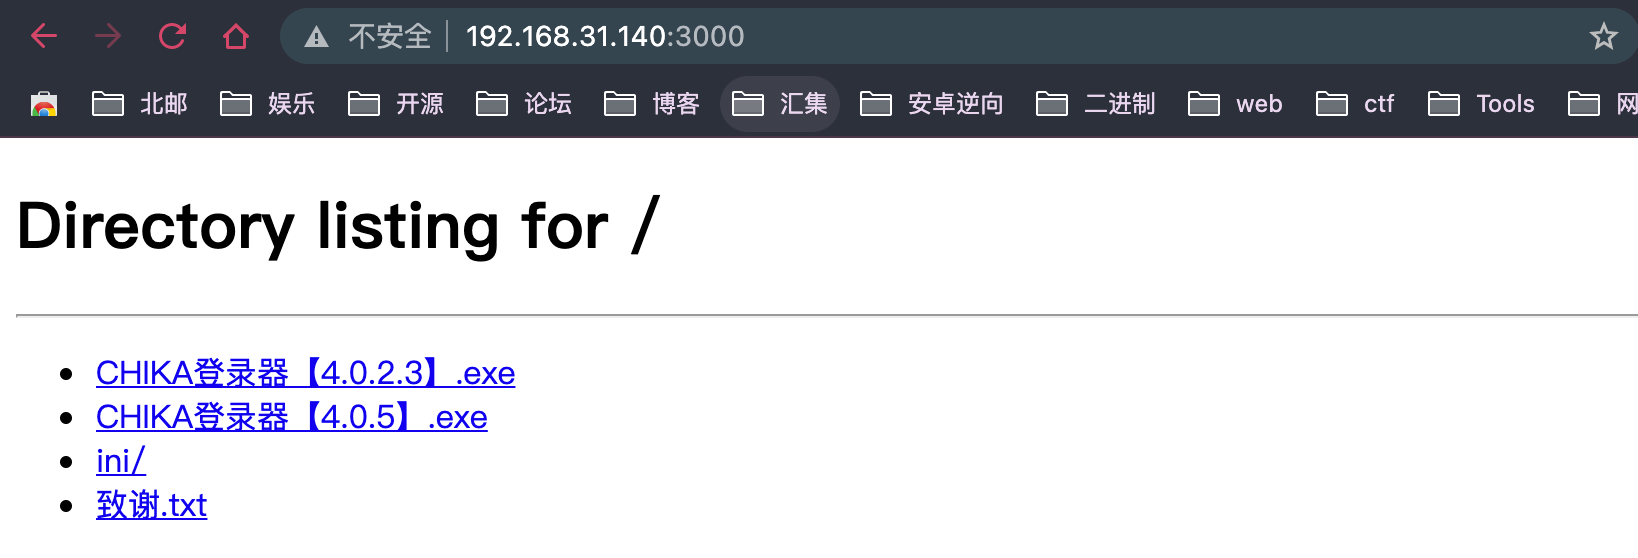 不安全 192.168.31.140:3000
北邮 娱乐 开源 论坛 博客 汇集 安卓逆向 二进制 web ctf Tools 网
Directory listing for /
CHIKA登录器【4.0.2.3】.exe
CHIKA登录器【4.0.5】.exe
ini/
致谢.txt